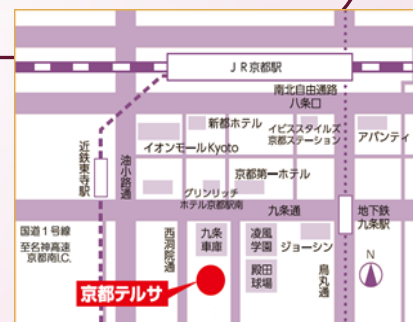 JR京都駅
南北自由通路
八条口
新都ホテル
イオンモールKyoto
イビススタイルズ
京都ステーション
アバンティ
近鉄東寺駅
油小路通
京都第一ホテル
グリンリッチ
ホテル京都駅南
九条通
地下鉄
九条駅
国道1号線
至名神高速
京都南I.C.
西洞院通
九条
車庫
凌風
学園
ジョーシン
殿田
球場
烏丸通
N
京都テルサ